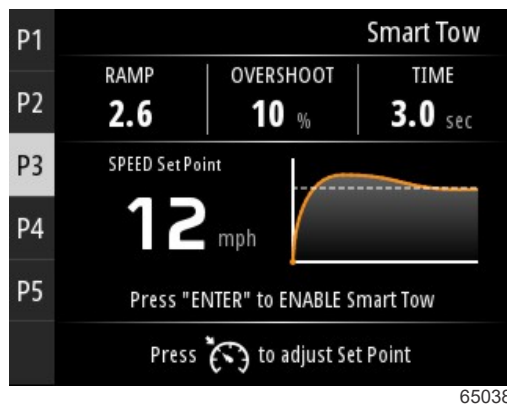 P1
P2
P3
P4
P5
Smart Tow
RAMP OVERSHOOT TIME
2.6 10 % 3.0 sec
SPEED Set Point
12 mph
Press "ENTER" to ENABLE Smart Tow
Press to adjust Set Point
65038